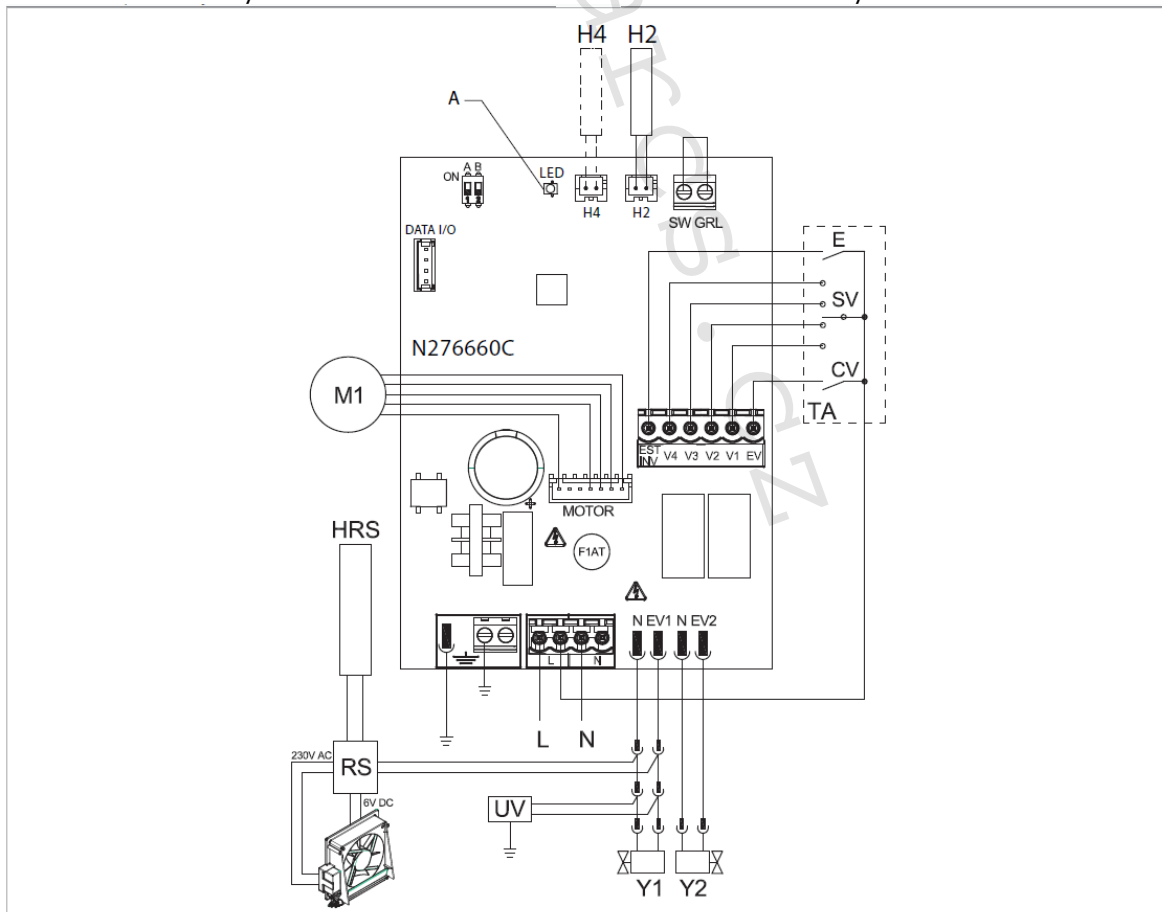 H4 H2
A
A B
ON
LED
H4 H2 SW GRL
DATA I/O
E
SV
CV
TA
N276660C
M1
EST INV V4 V3 V2 V1 EV
MOTOR
F1AT
HRS
N EV1 N EV2
L N
L N
230V AC
RS
6V DC
UV
Y1 Y2